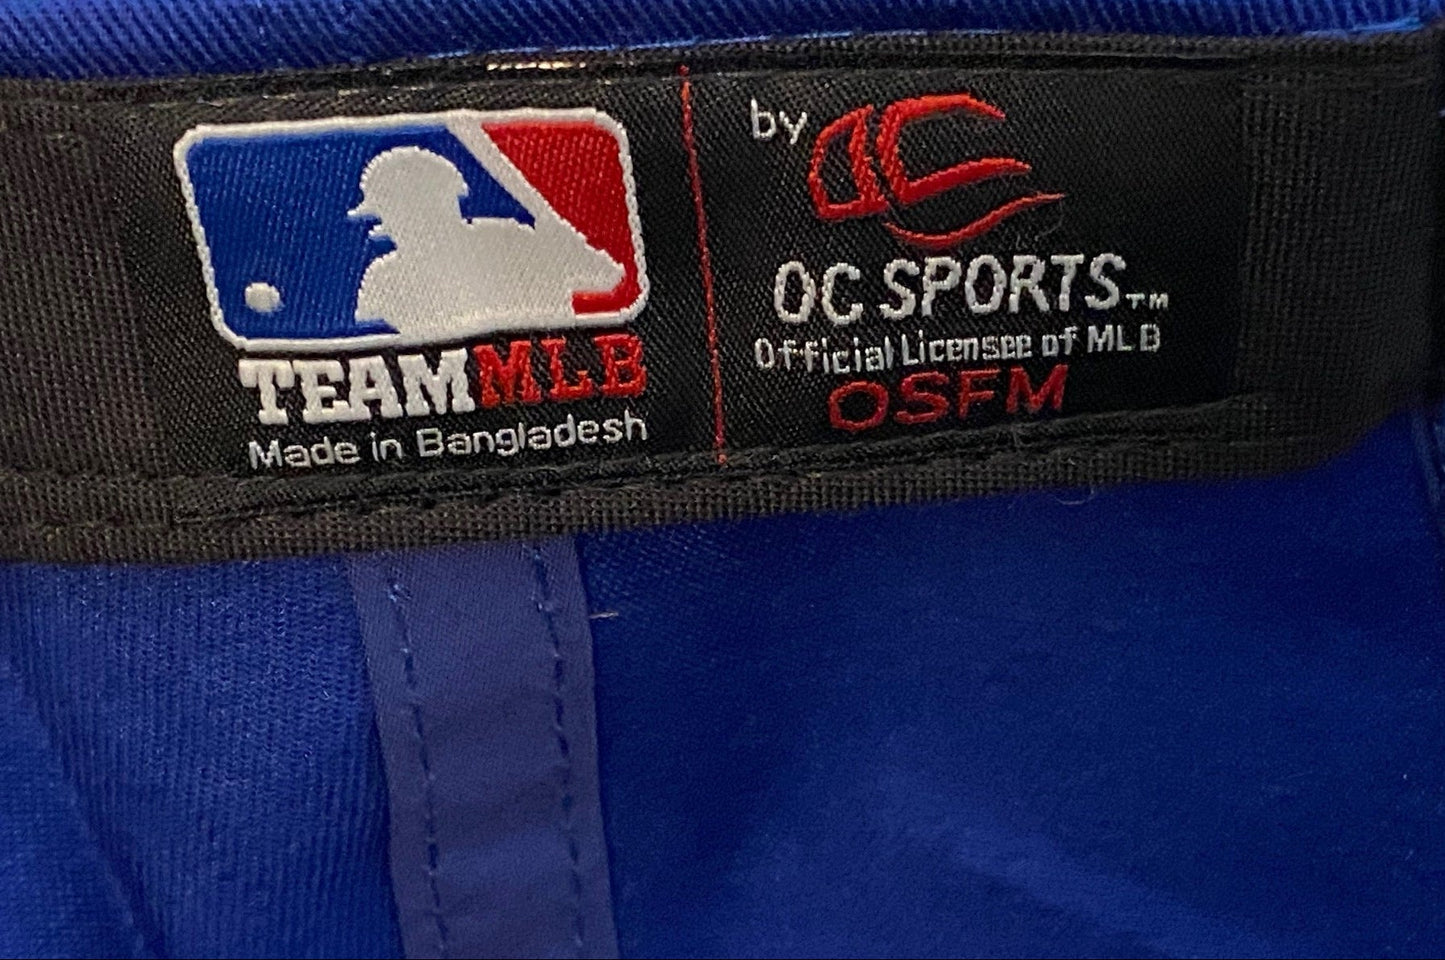 TEAMMLB
Made in Bangladesh
by
OC SPORTS™
Official Licensee of MLB
OSFM